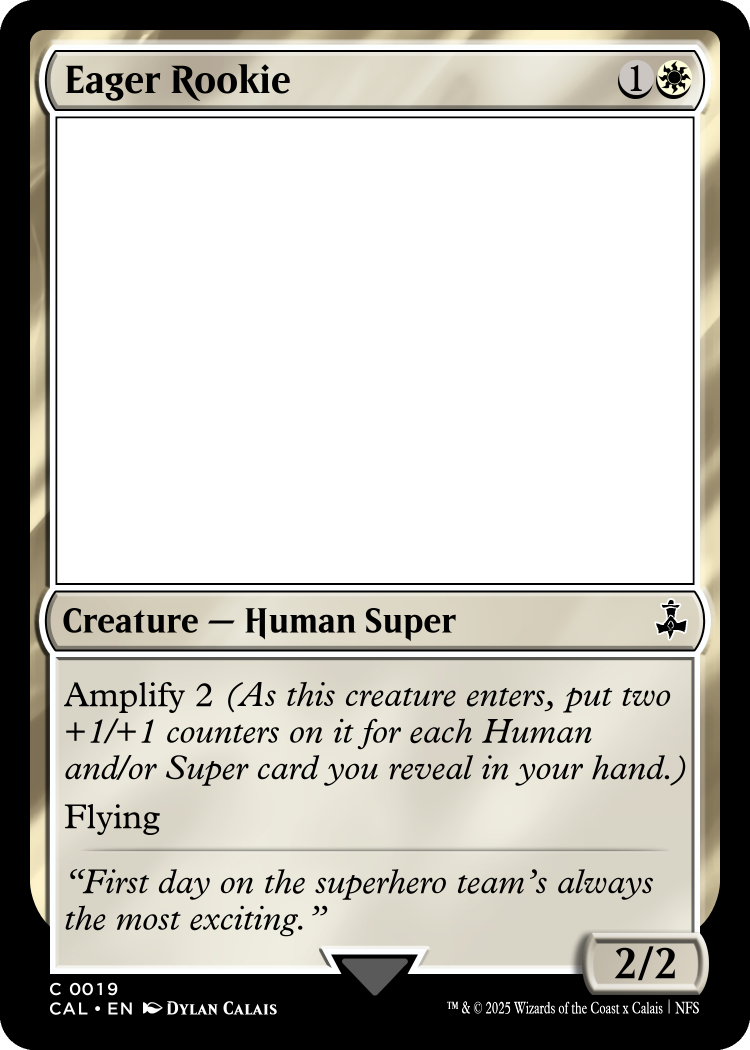 Eager Rookie 1
Creature — Human Super
Amplify 2 (As this creature enters, put two
+1/+1 counters on it for each Human
and/or Super card you reveal in your hand.)
Flying
“First day on the superhero team’s always
the most exciting.”
2/2
C 0019
CAL • EN Dylan Calais
™ & © 2025 Wizards of the Coast x Calais | NFS